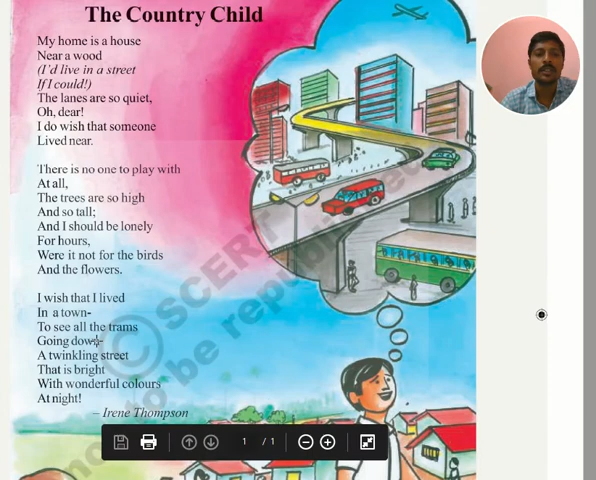 The Country Child
My home is a house
Near a wood
(I'd live in a street
If I could!)
The lanes are so quiet,
Oh, dear!
I do wish that someone
Lived near.
There is no one to play with
At all,
The trees are so high
And so tall;
And I should be lonely
For hours,
Were it not for the birds
And the flowers.
I wish that I lived
In a town-
To see all the trams
Going down-
A twinkling street
That is bright
With wonderful colours
At night!
– Irene Thompson
© SCERT
not to be republished
1 / 1